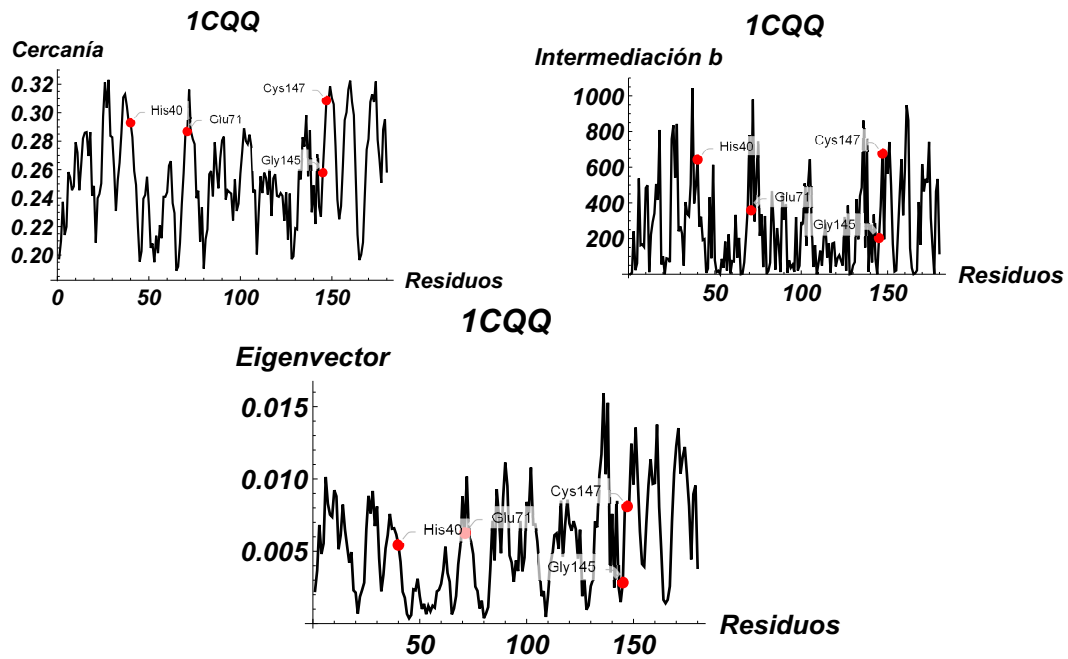 1CQQ
Cercanía
0.32
0.30
0.28
0.26
0.24
0.22
0.20
His40
Glu71
Cys147
Gly145
0
50
100
150
Residuos
1CQQ
Intermediación b
1000
800
600
400
200
His40
Glu71
Cys147
Gly145
50
100
150
Residuos
1CQQ
Eigenvector
0.015
0.010
0.005
His40
Glu71
Cys147
Gly145
50
100
150
Residuos